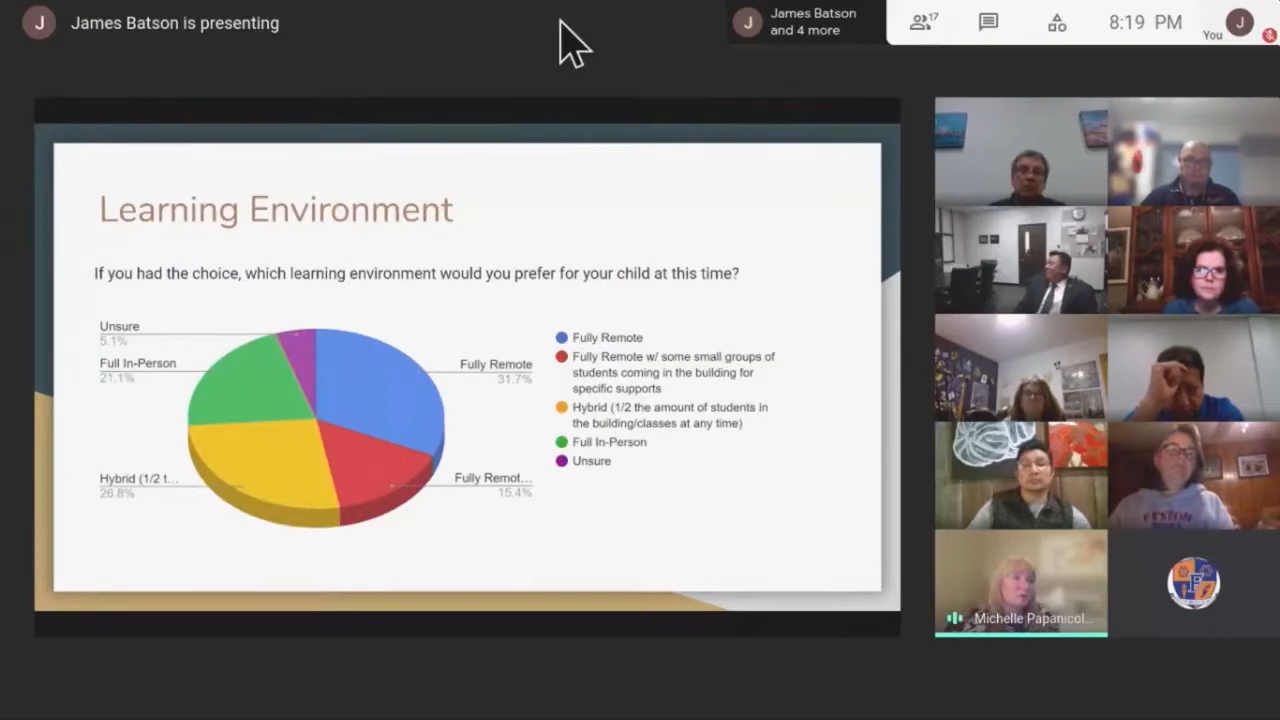 J James Batson is presenting
J James Batson
and 4 more
17
8:19 PM
You
J
Learning Environment
If you had the choice, which learning environment would you prefer for your child at this time?
Unsure
5.1%
Full In-Person
21.1%
Hybrid (1/2 t...
26.8%
Fully Remote
31.7%
Fully Remot...
15.4%
Fully Remote
Fully Remote w/ some small groups of
students coming in the building for
specific supports
Hybrid (1/2 the amount of students in
the building/classes at any time)
Full In-Person
Unsure
Michelle Papanicol...
F